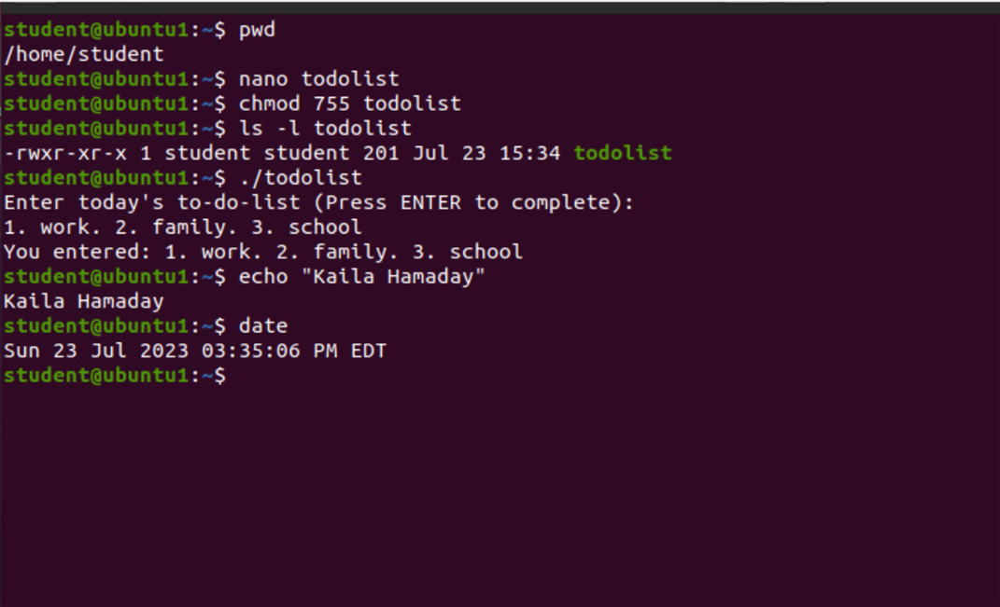 student@ubuntu1:~$ pwd
/home/student
student@ubuntu1:~$ nano todolist
student@ubuntu1:~$ chmod 755 todolist
student@ubuntu1:~$ ls -l todolist
-rwxr-xr-x 1 student student 201 Jul 23 15:34 todolist
student@ubuntu1:~$ ./todolist
Enter today's to-do-list (Press ENTER to complete):
1. work. 2. family. 3. school
You entered: 1. work. 2. family. 3. school
student@ubuntu1:~$ echo "Kaila Hamaday"
Kaila Hamaday
student@ubuntu1:~$ date
Sun 23 Jul 2023 03:35:06 PM EDT
student@ubuntu1:~$